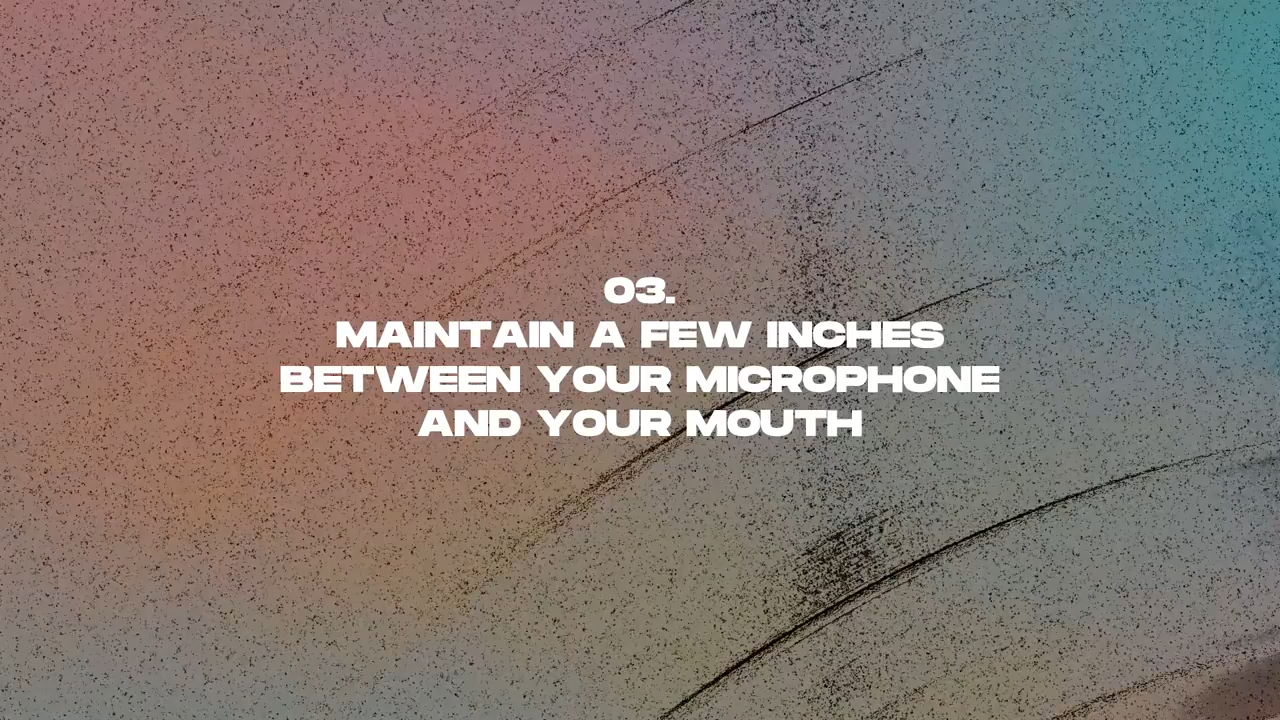 03.
MAINTAIN A FEW INCHES
BETWEEN YOUR MICROPHONE
AND YOUR MOUTH